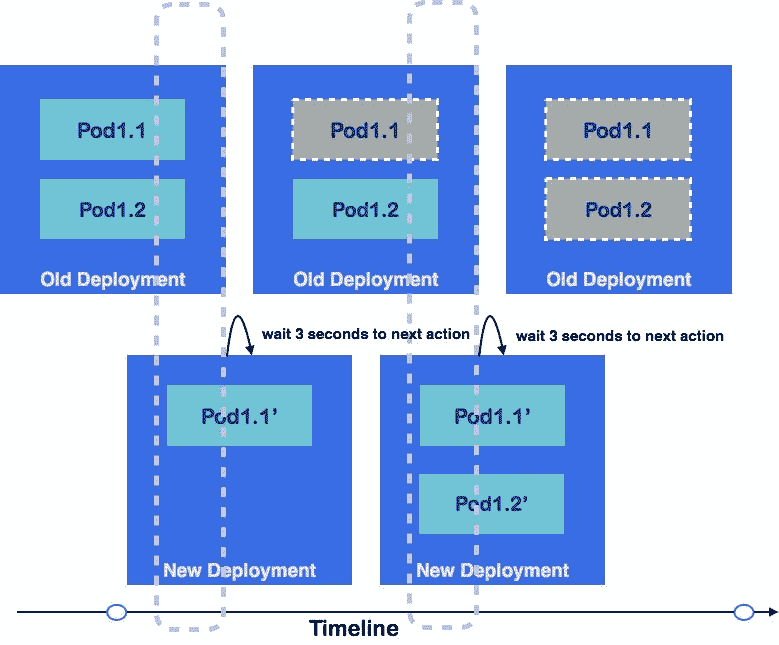 Pod1.1
Pod1.2
Old Deployment
Pod1.1
Pod1.2
Old Deployment
Pod1.1
Pod1.2
Old Deployment
wait 3 seconds to next action
wait 3 seconds to next action
Pod1.1’
New Deployment
Pod1.1’
Pod1.2’
New Deployment
Timeline